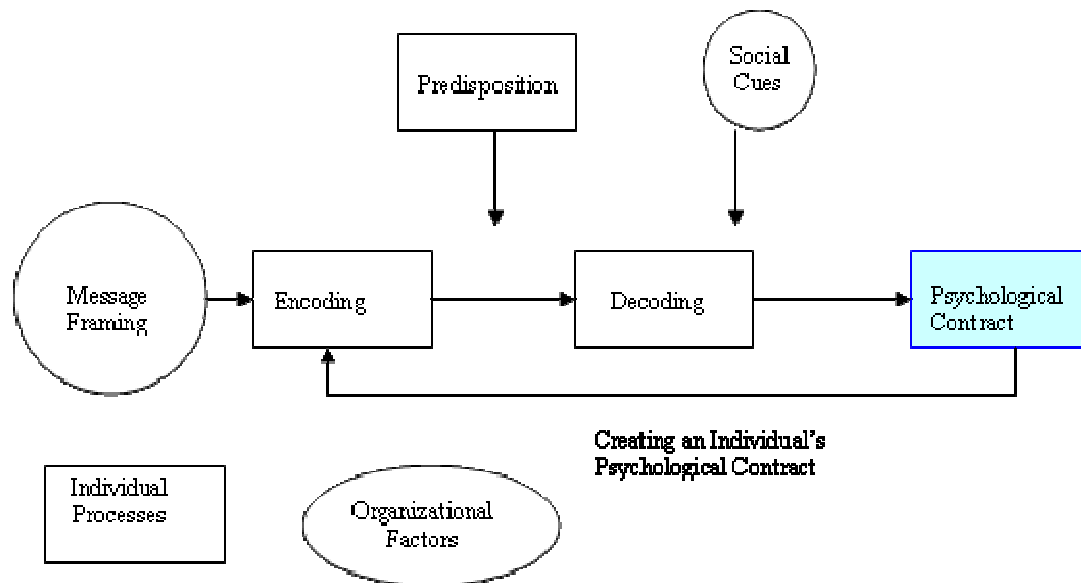 Predisposition
Social
Cues
Message
Framing
Encoding
Decoding
Psychological
Contract
Creating an Individual's
Psychological Contract
Individual
Processes
Organizational
Factors